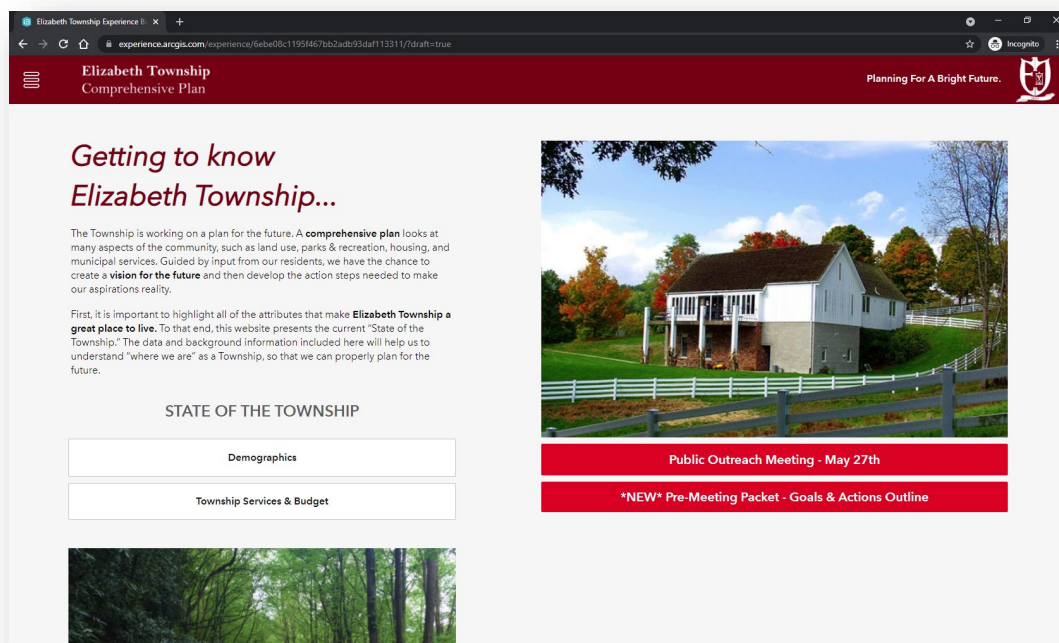 Elizabeth Township Experience B
experience.arcgis.com/experience/6ebe08c1195f467bb2adb93daf113311/?draft=true
Incognito
Elizabeth Township
Comprehensive Plan
Planning For A Bright Future.
Getting to know
Elizabeth Township...
The Township is working on a plan for the future. A comprehensive plan looks at
many aspects of the community, such as land use, parks & recreation, housing, and
municipal services. Guided by input from our residents, we have the chance to
create a vision for the future and then develop the action steps needed to make
our aspirations reality.
First, it is important to highlight all of the attributes that make Elizabeth Township a
great place to live. To that end, this website presents the current "State of the
Township." The data and background information included here will help us to
understand "where we are" as a Township, so that we can properly plan for the
future.
STATE OF THE TOWNSHIP
Demographics
Township Services & Budget
Public Outreach Meeting - May 27th
*NEW* Pre-Meeting Packet - Goals & Actions Outline